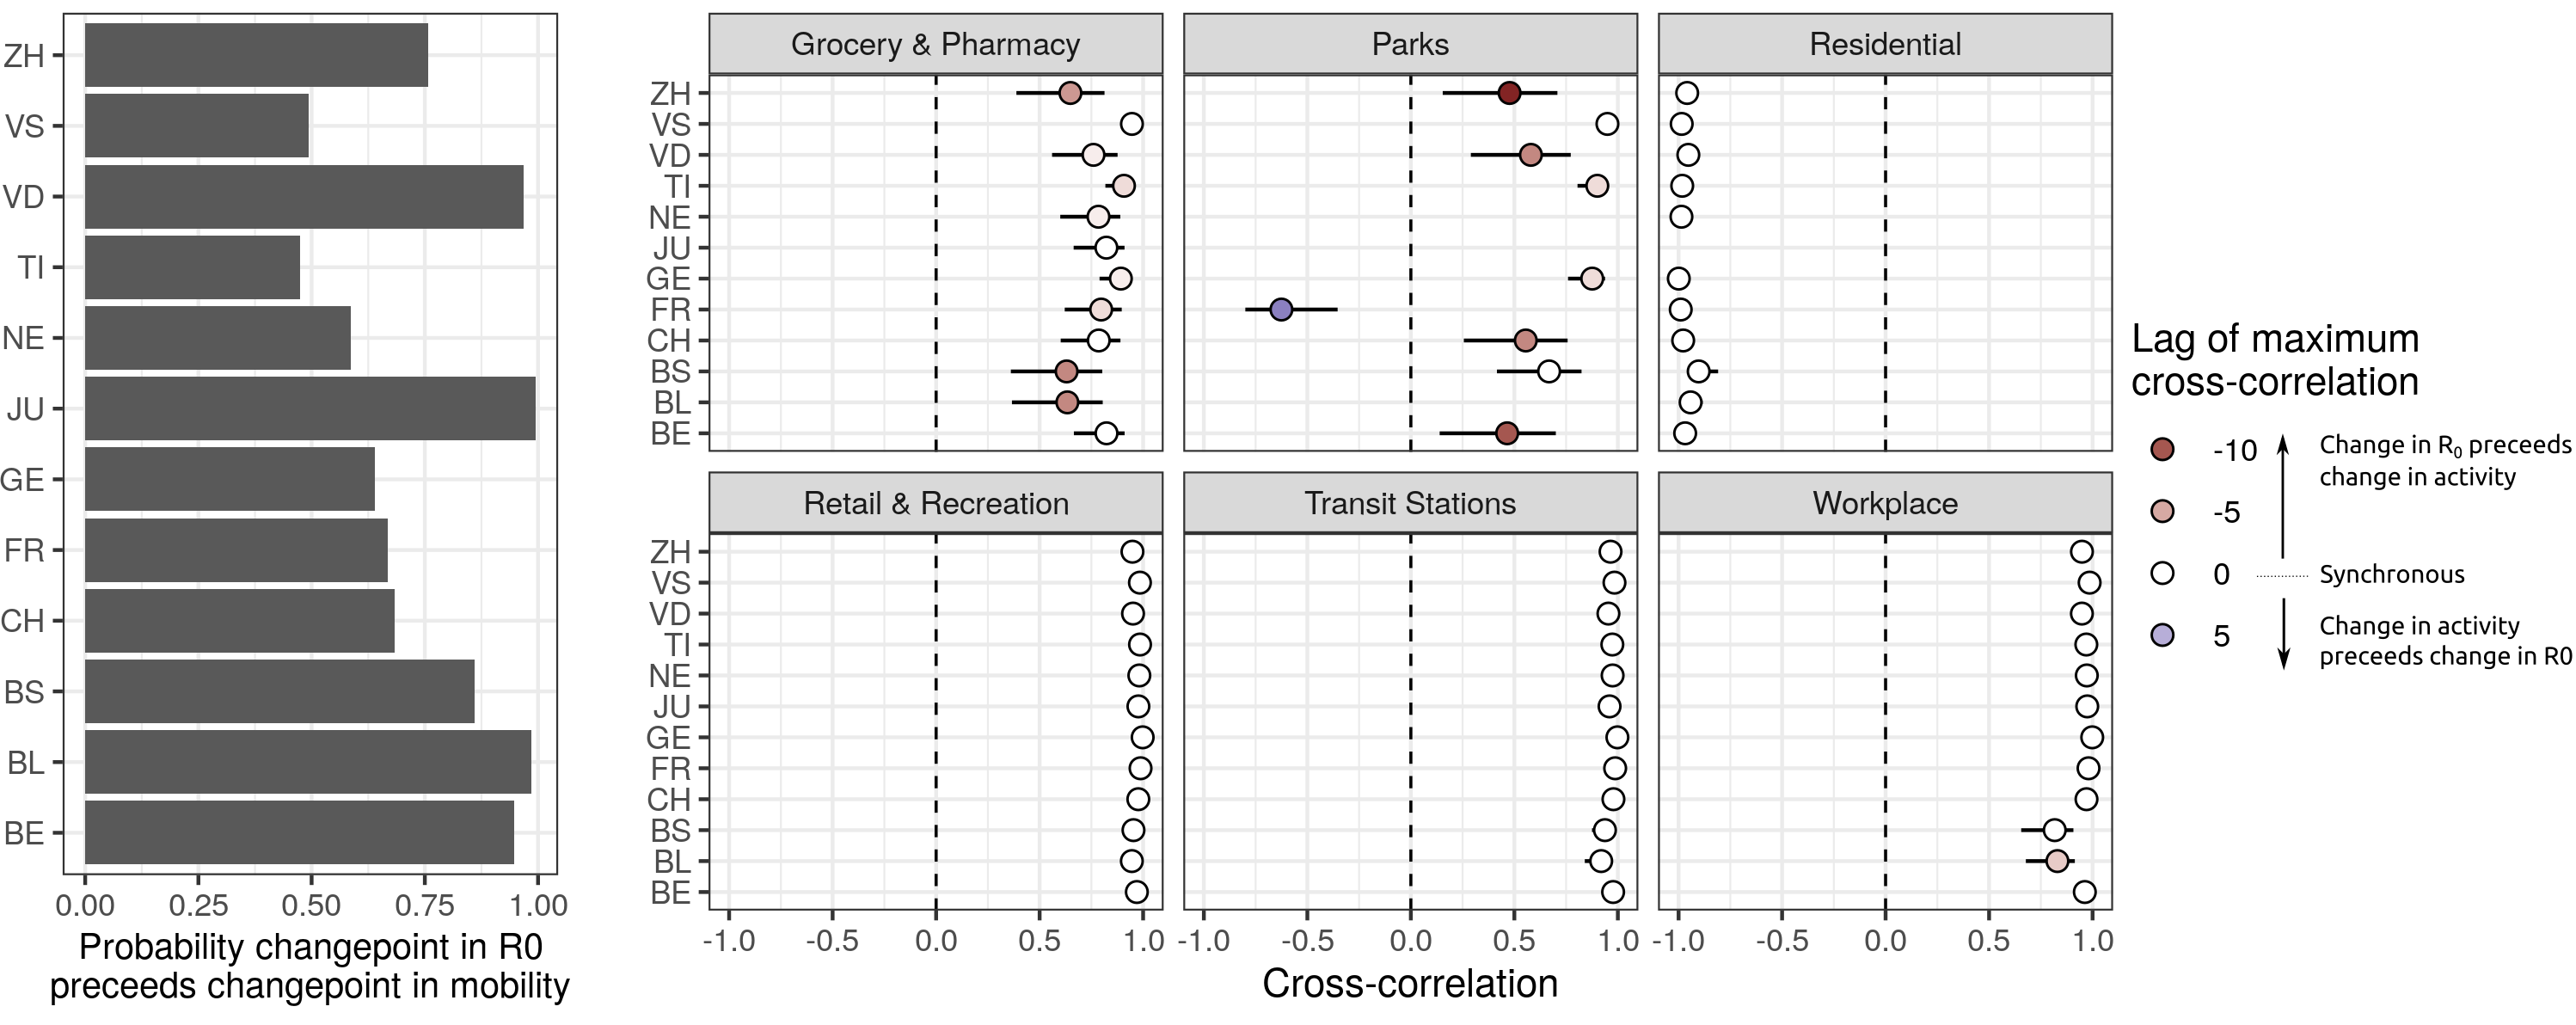 ZH
VS
VD
TI
NE
JU
GE
FR
CH
BS
BL
BE
0.00 0.25 0.50 0.75 1.00
Probability changepoint in R0
preceeds changepoint in mobility
Grocery & Pharmacy Parks Residential
ZH
VS
VD
TI
NE
JU
GE
FR
CH
BS
BL
BE
Retail & Recreation Transit Stations Workplace
ZH
VS
VD
TI
NE
JU
GE
FR
CH
BS
BL
BE
-1.0 -0.5 0.0 0.5 1.0 -1.0 -0.5 0.0 0.5 1.0 -1.0 -0.5 0.0 0.5 1.0
Cross-correlation
Lag of maximum
cross-correlation
-10 Change in R0 preceeds
change in activity
-5
0 Synchronous
Change in activity
5 preceeds change in R0